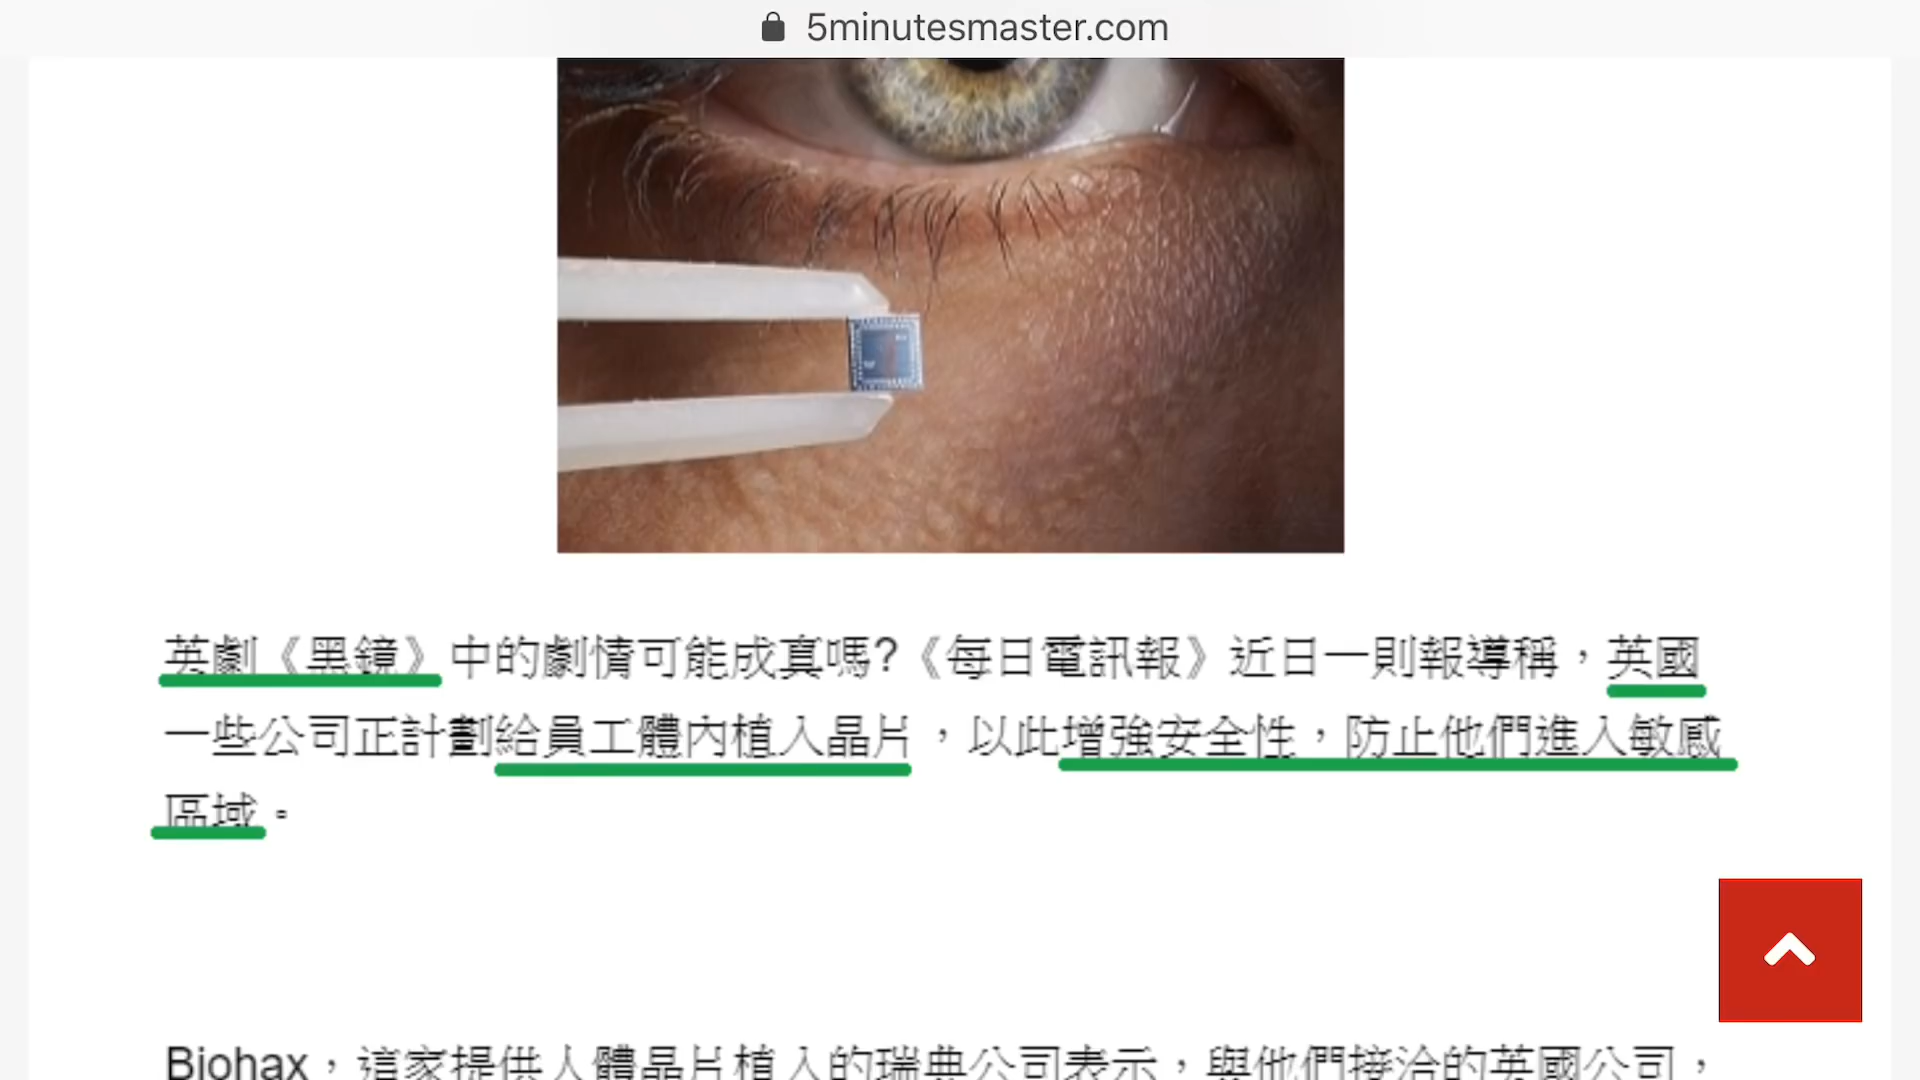 5minutesmaster.com
英劇《黑鏡》中的劇情可能成真嗎?《每日電訊報》近日一則報導稱，英國
一些公司正計劃給員工體內植入晶片，以此增強安全性，防止他們進入敏感
區域。
Biohax，這家提供人體晶片植入的瑞典公司表示，與他們接洽的英國公司，